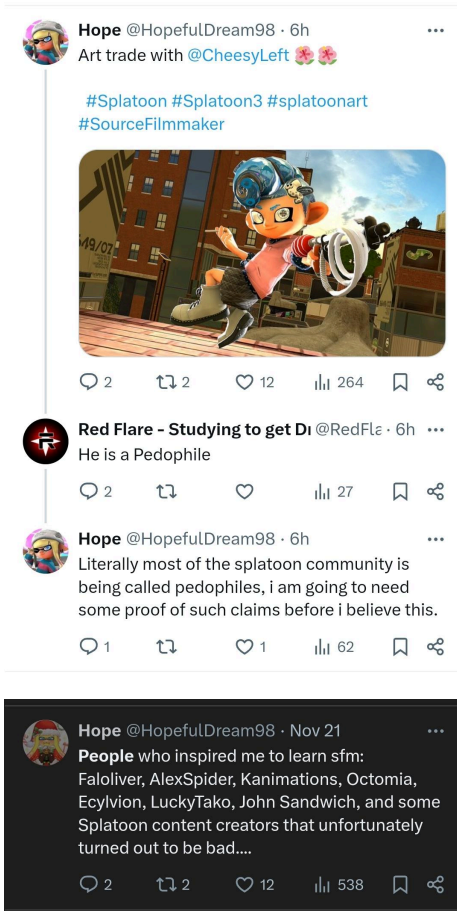 Hope @HopefulDream98 · 6h
Art trade with @CheesyLeft 🌺🌺
#Splatoon #Splatoon3 #splatoonart
#SourceFilmmaker
2 2 12 264
Red Flare - Studying to get @RedFla · 6h
He is a Pedophile
2 27
Hope @HopefulDream98 · 6h
Literally most of the splatoon community is
being called pedophiles, i am going to need
some proof of such claims before i believe this.
1 1 62
Hope @HopefulDream98 · Nov 21
People who inspired me to learn sfm:
Faloliver, AlexSpider, Kanimations, Octomia,
Ecylvion, LuckyTako, John Sandwich, and some
Splatoon content creators that unfortunately
turned out to be bad....
2 2 12 538